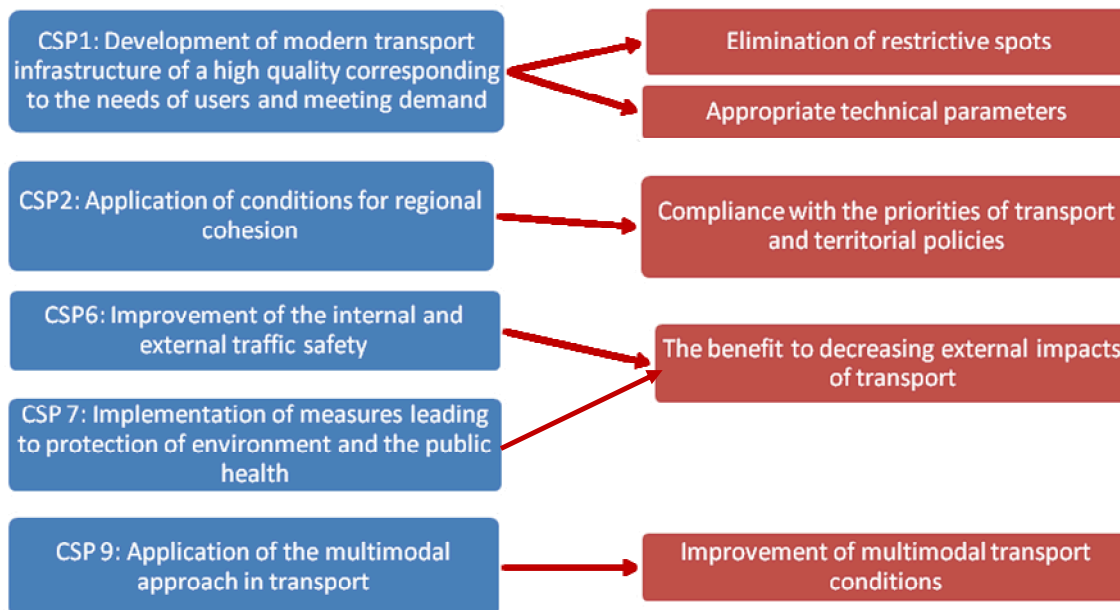 CSP1: Development of modern transport
infrastructure of a high quality corresponding
to the needs of users and meeting demand
Elimination of restrictive spots
Appropriate technical parameters
CSP2: Application of conditions for regional
cohesion
Compliance with the priorities of transport
and territorial policies
CSP6: Improvement of the internal and
external traffic safety
The benefit to decreasing external impacts
of transport
CSP 7: Implementation of measures leading
to protection of environment and the public
health
CSP 9: Application of the multimodal
approach in transport
Improvement of multimodal transport
conditions